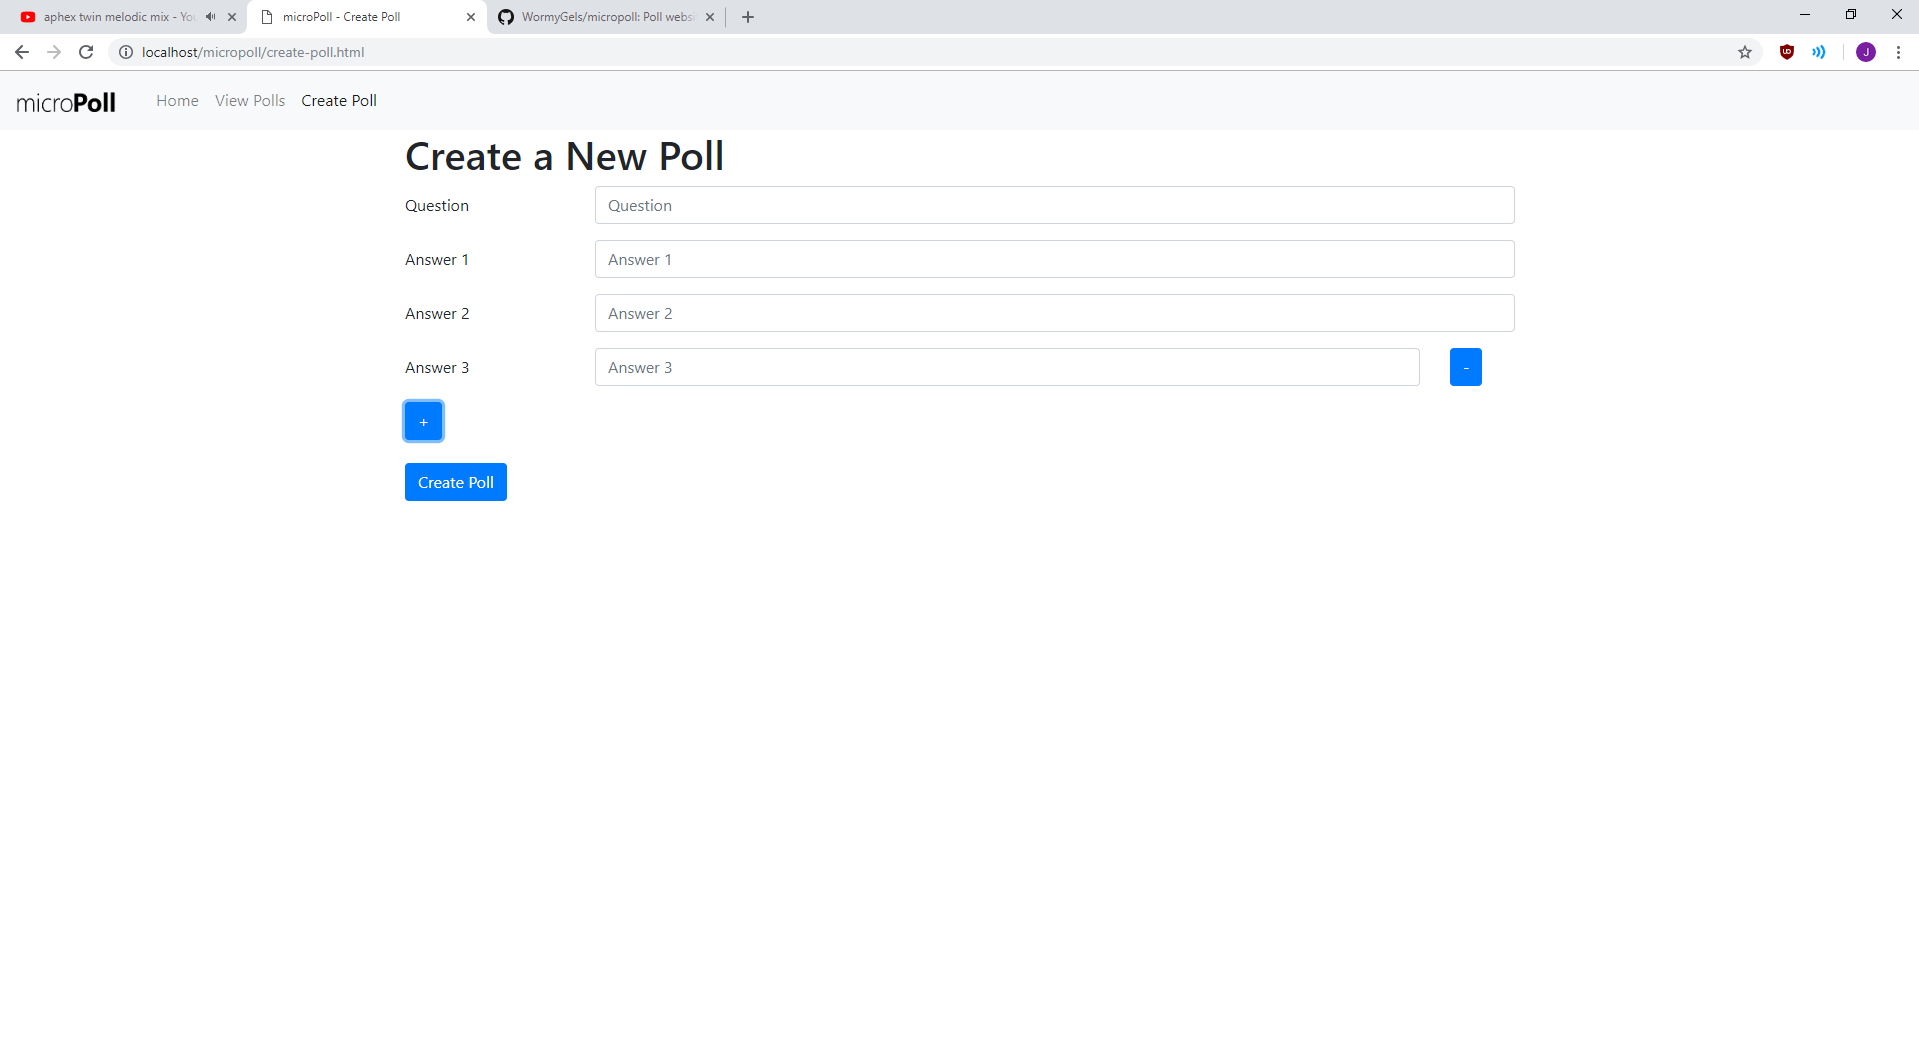 aphex twin melodic mix - You
microPoll - Create Poll
WormyGels/micropoll: Poll websi
localhost/micropoll/create-poll.html
J
microPoll
Home
View Polls
Create Poll
Create a New Poll
Question
Question
Answer 1
Answer 1
Answer 2
Answer 2
Answer 3
Answer 3
-
+
Create Poll